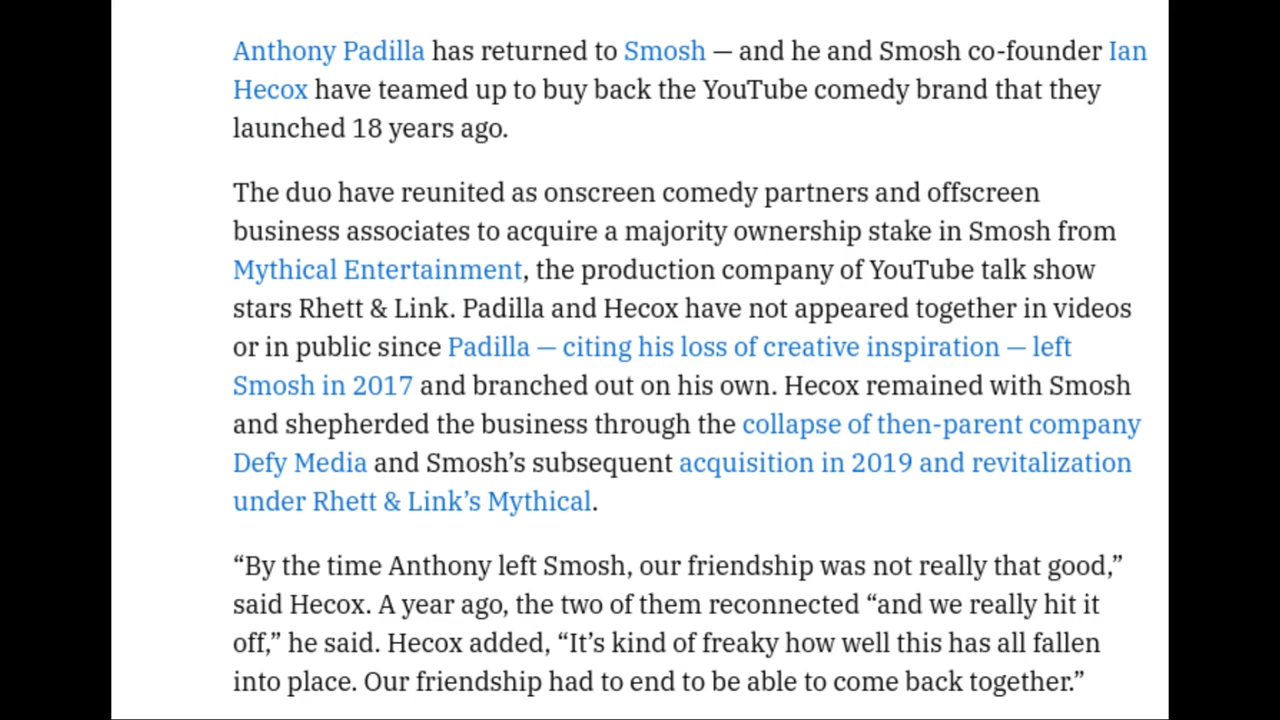 Anthony Padilla has returned to Smosh — and he and Smosh co-founder Ian
Hecox have teamed up to buy back the YouTube comedy brand that they
launched 18 years ago.
The duo have reunited as onscreen comedy partners and offscreen
business associates to acquire a majority ownership stake in Smosh from
Mythical Entertainment, the production company of YouTube talk show
stars Rhett & Link. Padilla and Hecox have not appeared together in videos
or in public since Padilla — citing his loss of creative inspiration — left
Smosh in 2017 and branched out on his own. Hecox remained with Smosh
and shepherded the business through the collapse of then-parent company
Defy Media and Smosh’s subsequent acquisition in 2019 and revitalization
under Rhett & Link’s Mythical.
“By the time Anthony left Smosh, our friendship was not really that good,”
said Hecox. A year ago, the two of them reconnected “and we really hit it
off,” he said. Hecox added, “It’s kind of freaky how well this has all fallen
into place. Our friendship had to end to be able to come back together.”